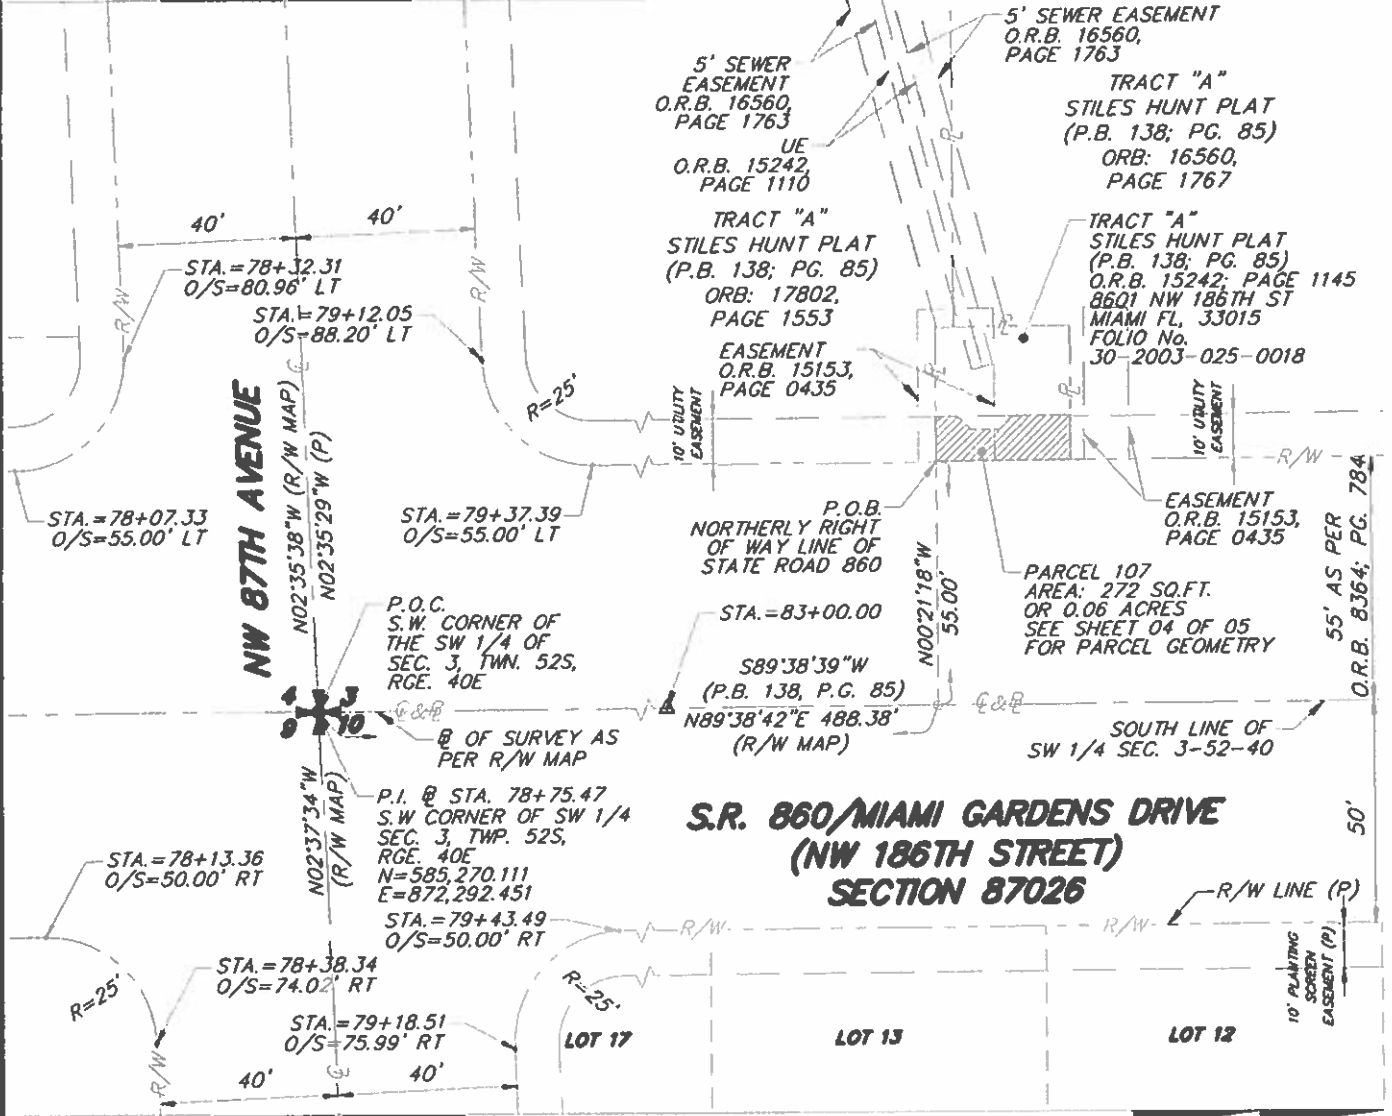 5' SEWER EASEMENT
O.R.B. 16560,
PAGE 1763
5' SEWER
EASEMENT
O.R.B. 16560,
PAGE 1763
UE
O.R.B. 15242,
PAGE 1110
TRACT "A"
STILES HUNT PLAT
(P.B. 138; PG. 85)
ORB: 16560,
PAGE 1767
TRACT "A"
STILES HUNT PLAT
(P.B. 138; PG. 85)
ORB: 17802,
PAGE 1553
TRACT "A"
STILES HUNT PLAT
(P.B. 138; PG. 85)
O.R.B. 15242; PAGE 1145
8601 NW 186TH ST
MIAMI FL, 33015
FOLIO No.
30-2003-025-0018
EASEMENT
O.R.B. 15153,
PAGE 0435
40'
40'
STA.=78+32.31
O/S=80.96' LT
STA.=79+12.05
O/S=88.20' LT
R/W
R/W
R=25'
10' UTILITY
EASEMENT
10' UTILITY
EASEMENT
R/W
NW 87TH AVENUE
N02°35'38"W (R/W MAP)
N02°35'29"W (P)
STA.=78+07.33
O/S=55.00' LT
STA.=79+37.39
O/S=55.00' LT
P.O.B.
NORTHERLY RIGHT
OF WAY LINE OF
STATE ROAD 860
N00°21'18"W
55.00'
EASEMENT
O.R.B. 15153,
PAGE 0435
PARCEL 107
AREA: 272 SQ.FT.
OR 0.06 ACRES
SEE SHEET 04 OF 05
FOR PARCEL GEOMETRY
55' AS PER
O.R.B. 8364; PG. 784
P.O.C.
S.W. CORNER OF
THE SW 1/4 OF
SEC. 3, TWN. 52S,
RGE. 40E
STA.=83+00.00
S89°38'39"W
(P.B. 138, P.G. 85)
N89°38'42"E 488.38'
(R/W MAP)
4 3
9 10
℄ & ℞
℄ & ℞
B OF SURVEY AS
PER R/W MAP
SOUTH LINE OF
SW 1/4 SEC. 3-52-40
N02°37'34"W
(R/W MAP)
P.I. B STA. 78+75.47
S.W CORNER OF SW 1/4
SEC. 3, TWP. 52S,
RGE. 40E
N=585,270.111
E=872,292.451
S.R. 860/MIAMI GARDENS DRIVE
(NW 186TH STREET)
SECTION 87026
50'
STA.=78+13.36
O/S=50.00' RT
STA.=79+43.49
O/S=50.00' RT
R/W
R/W
R/W LINE (P)
10' PLANTING
SCREEN
EASEMENT (P)
STA.=78+38.34
O/S=74.02' RT
R=25'
R=25'
STA.=79+18.51
O/S=75.99' RT
LOT 17
LOT 13
LOT 12
R/W
40'
40'